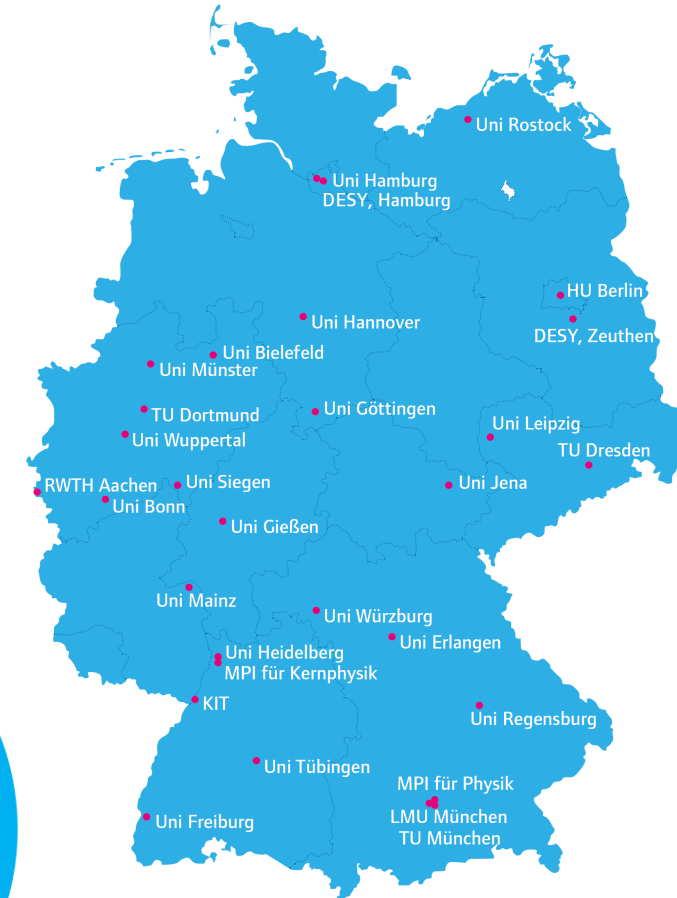 Uni Rostock
Uni Hamburg
DESY, Hamburg
HU Berlin
Uni Hannover
DESY, Zeuthen
Uni Bielefeld
Uni Münster
TU Dortmund
Uni Göttingen
Uni Leipzig
Uni Wuppertal
TU Dresden
RWTH Aachen
Uni Siegen
Uni Jena
Uni Bonn
Uni Gießen
Uni Mainz
Uni Würzburg
Uni Erlangen
Uni Heidelberg
MPI für Kernphysik
KIT
Uni Regensburg
Uni Tübingen
MPI für Physik
LMU München
Uni Freiburg
TU München